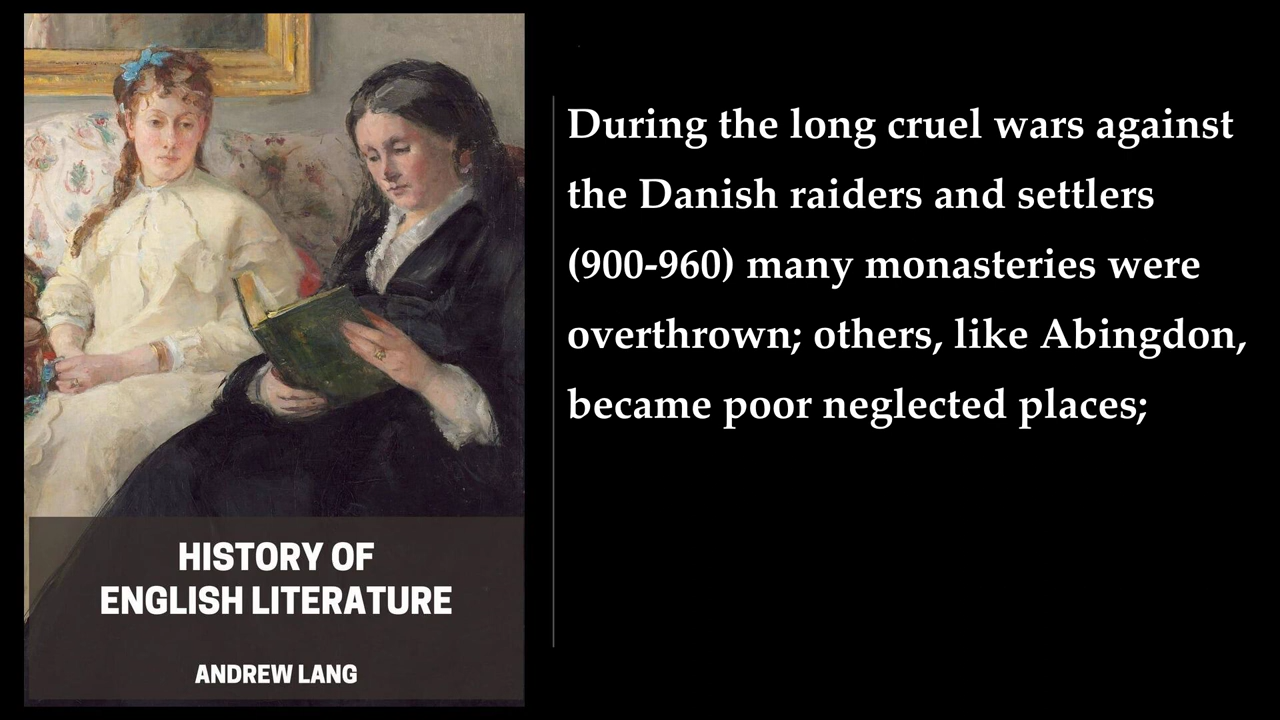 During the long cruel wars against
the Danish raiders and settlers
(900-960) many monasteries were
overthrown; others, like Abingdon,
became poor neglected places;
HISTORY OF
ENGLISH LITERATURE
ANDREW LANG